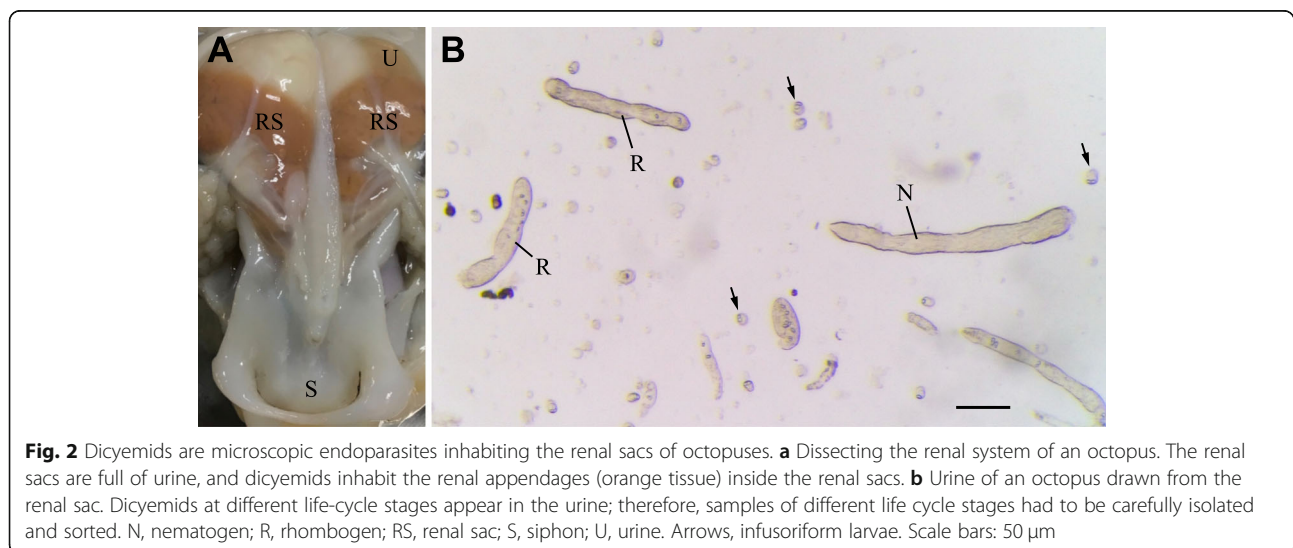 A
B
U
RS
RS
R
N
R
S
Fig. 2 Dicyemids are microscopic endoparasites inhabiting the renal sacs of octopuses. a Dissecting the renal system of an octopus. The renal
sacs are full of urine, and dicyemids inhabit the renal appendages (orange tissue) inside the renal sacs. b Urine of an octopus drawn from the
renal sac. Dicyemids at different life-cycle stages appear in the urine; therefore, samples of different life cycle stages had to be carefully isolated
and sorted. N, nematogen; R, rhombogen; RS, renal sac; S, siphon; U, urine. Arrows, infusoriform larvae. Scale bars: 50 μm